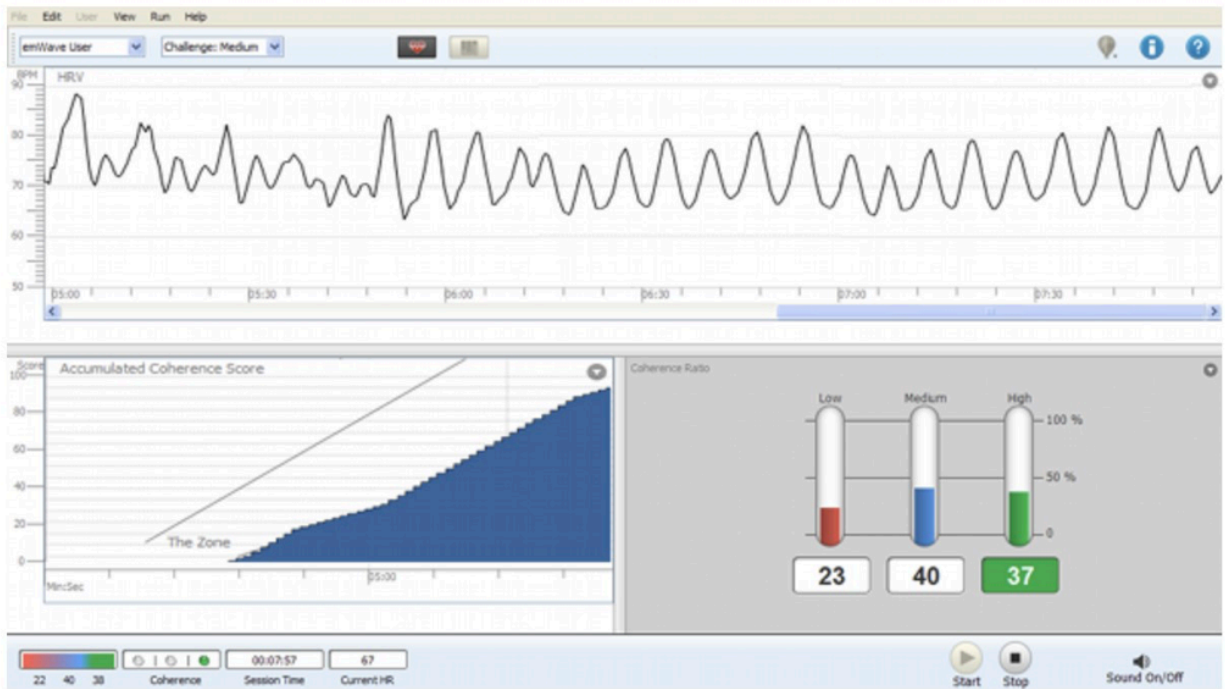 File Edit User View Run Help
emWave User Challenge: Medium
BPM HRV
90
80
70
60
50
05:00 05:30 06:00 06:30 07:00 07:30
Score Accumulated Coherence Score
100
80
60
40
20
0
The Zone
05:00
Min:Sec
Coherence Ratio
Low Medium High
100 %
50 %
0
23 40 37
00:07:57 67
22 40 38 Coherence Session Time Current HR
Start Stop Sound On/Off